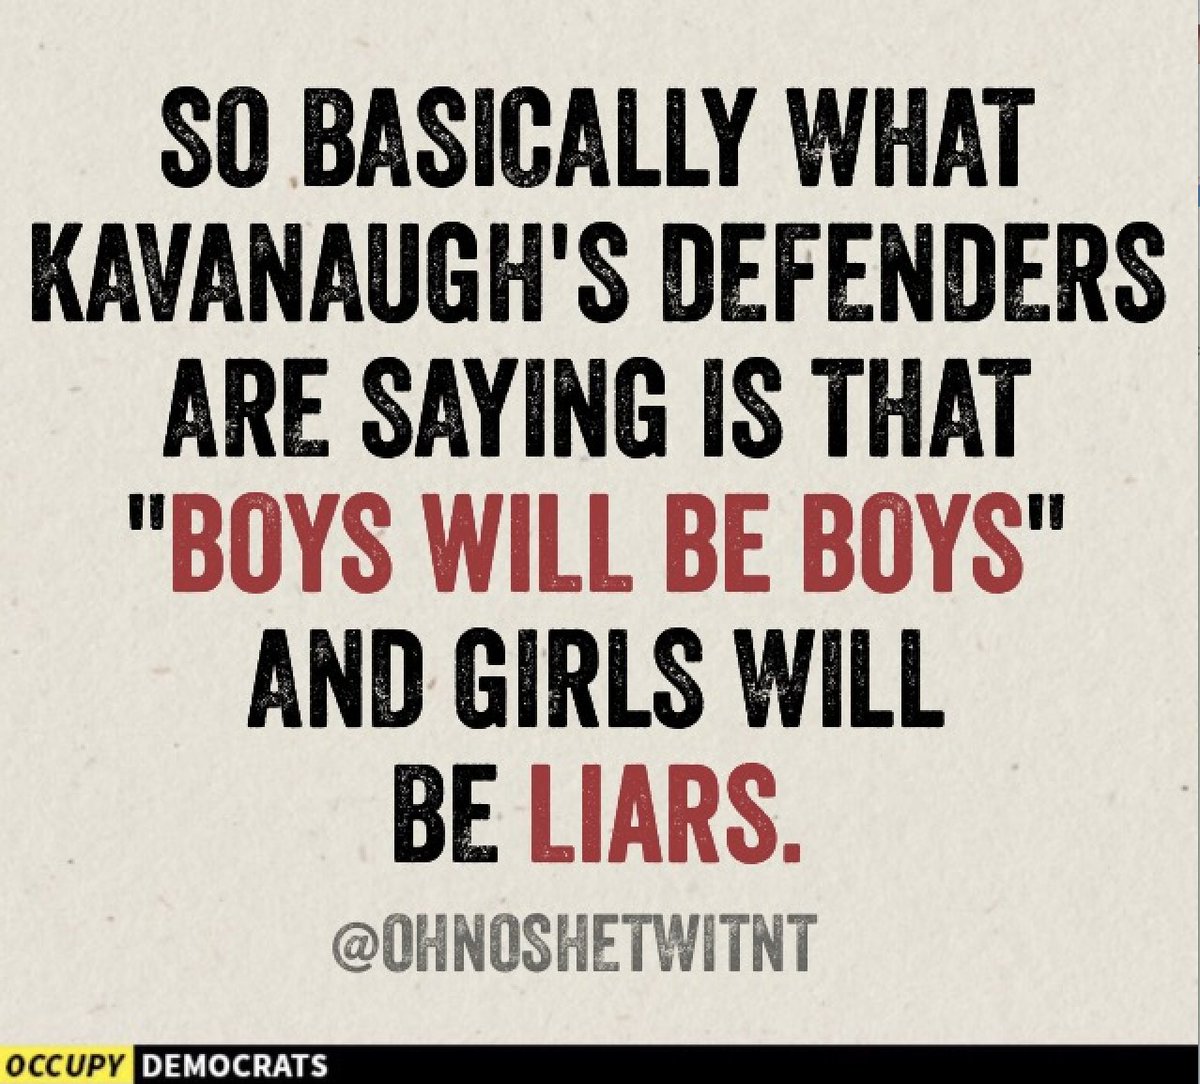 SO BASICALLY WHAT
KAVANAUGH'S DEFENDERS
ARE SAYING IS THAT
"BOYS WILL BE BOYS"
AND GIRLS WILL
BE LIARS.
@OHNOSHETWITNT
OCCUPY DEMOCRATS